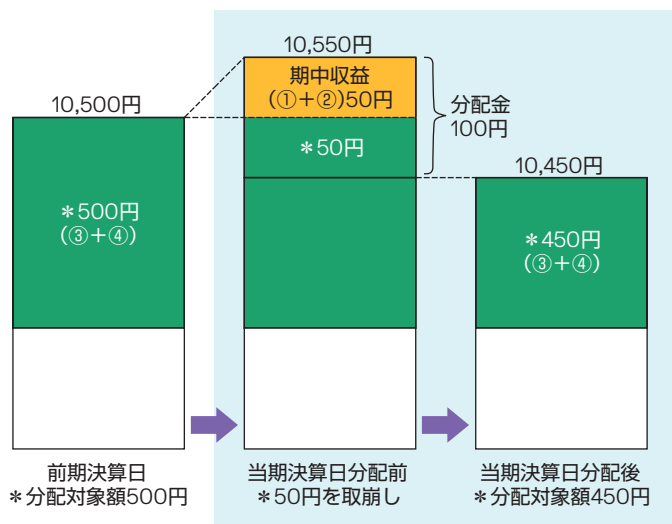 10,500円
*500円
(③+④)
前期決算日
*分配対象額500円
10,550円
期中収益
(①+②)50円
*50円
分配金
100円
当期決算日分配前
*50円を取崩し
10,450円
*450円
(③+④)
当期決算日分配後
*分配対象額450円